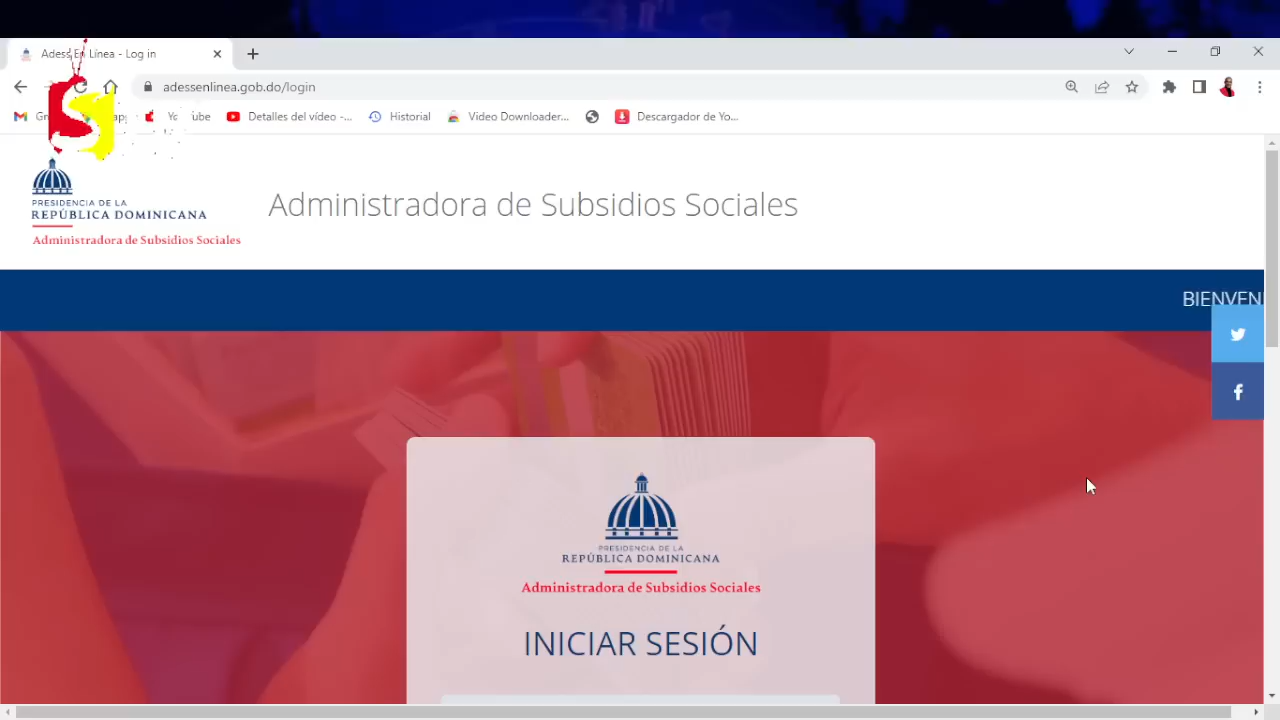 Adess En Línea - Log in
adessenlinea.gob.do/login
Detalles del vídeo -...
Historial
Video Downloader...
Descargador de Yo...
PRESIDENCIA DE LA
REPÚBLICA DOMINICANA
Administradora de Subsidios Sociales
Administradora de Subsidios Sociales
BIENVEN
PRESIDENCIA DE LA
REPÚBLICA DOMINICANA
Administradora de Subsidios Sociales
INICIAR SESIÓN